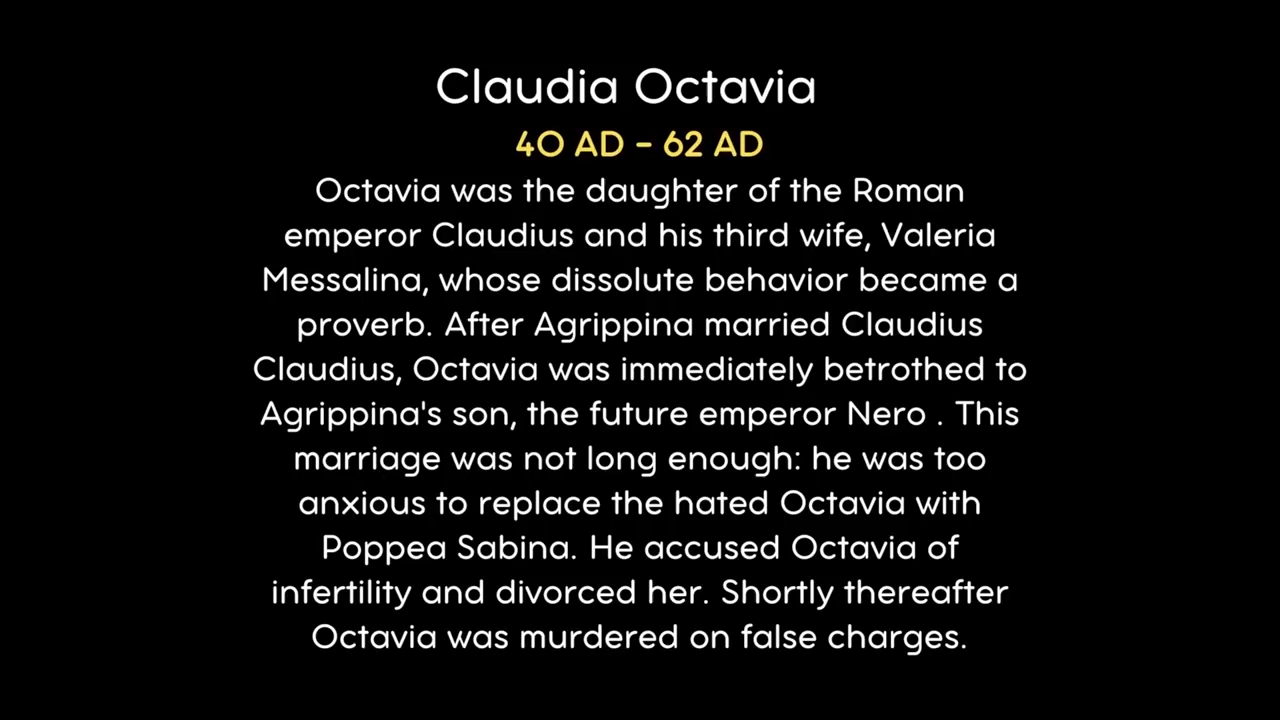 Claudia Octavia
40 AD - 62 AD
Octavia was the daughter of the Roman
emperor Claudius and his third wife, Valeria
Messalina, whose dissolute behavior became a
proverb. After Agrippina married Claudius
Claudius, Octavia was immediately betrothed to
Agrippina's son, the future emperor Nero . This
marriage was not long enough: he was too
anxious to replace the hated Octavia with
Poppea Sabina. He accused Octavia of
infertility and divorced her. Shortly thereafter
Octavia was murdered on false charges.